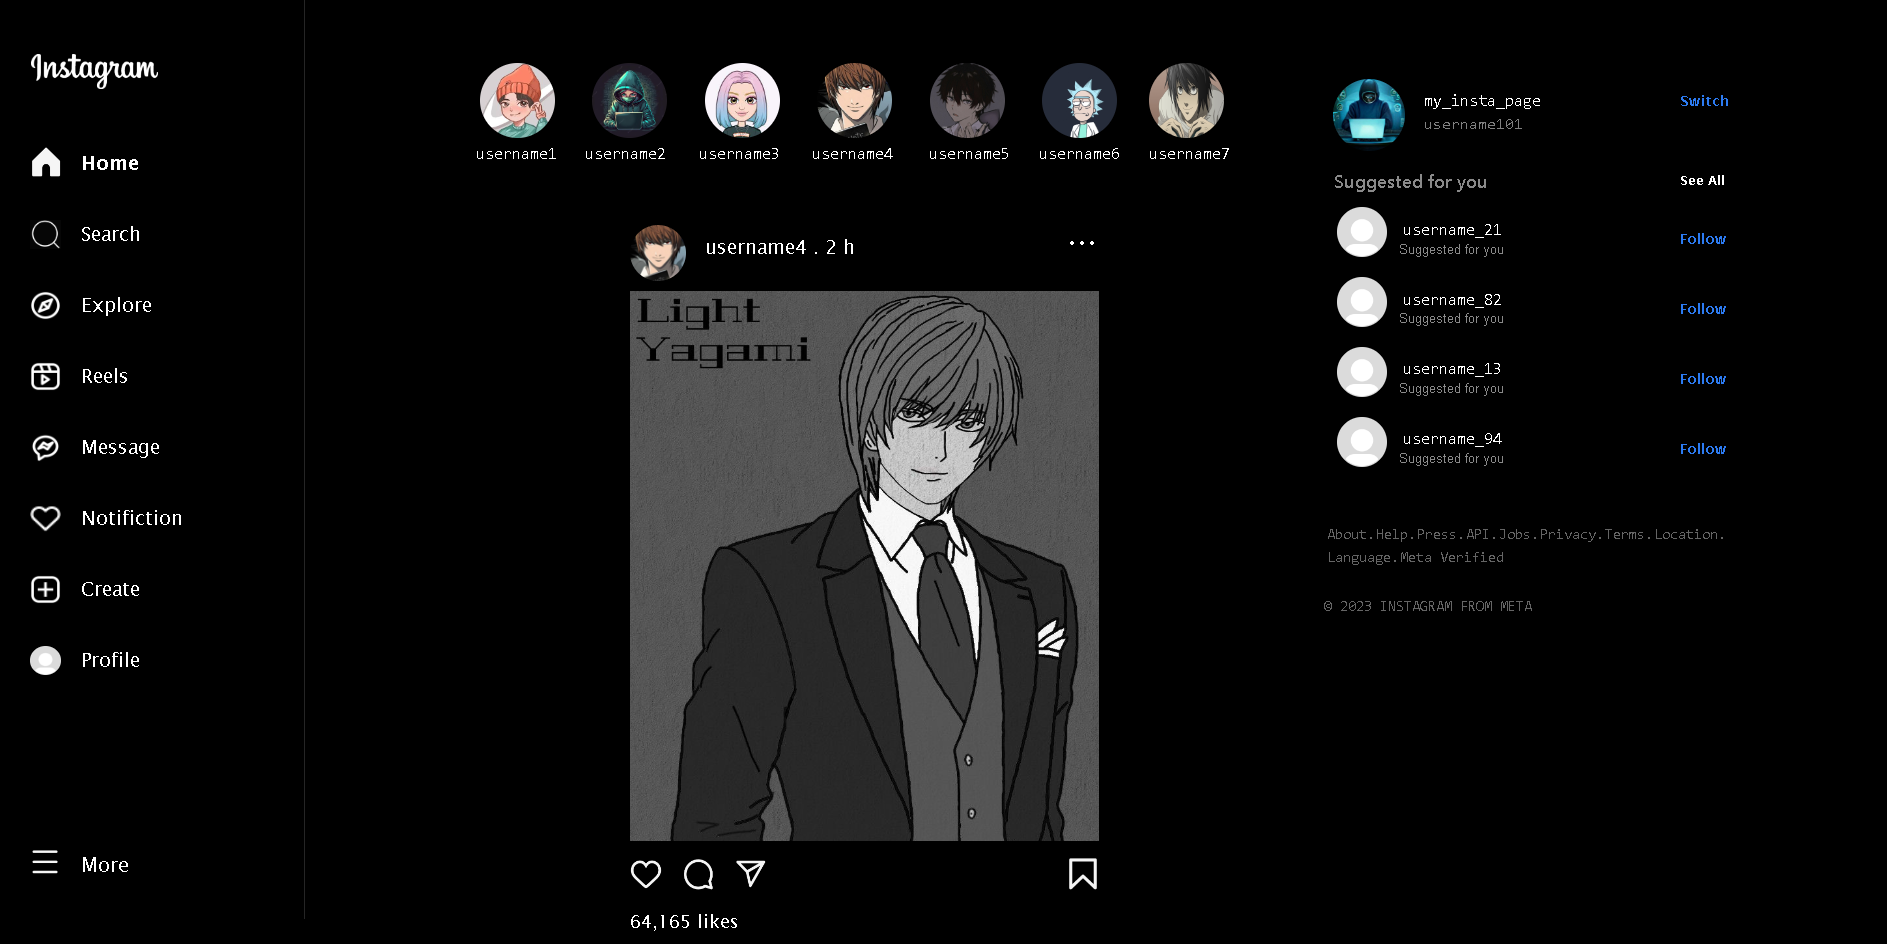 Instagram
Home
Search
Explore
Reels
Message
Notifiction
Create
Profile
More
username1 username2 username3 username4 username5 username6 username7
username4 . 2 h
Light
Yagami
64,165 likes
my_insta_page
username101
Switch
Suggested for you See All
username_21
Suggested for you
Follow
username_82
Suggested for you
Follow
username_13
Suggested for you
Follow
username_94
Suggested for you
Follow
About.Help.Press.API.Jobs.Privacy.Terms.Location.
Language.Meta Verified
© 2023 INSTAGRAM FROM META